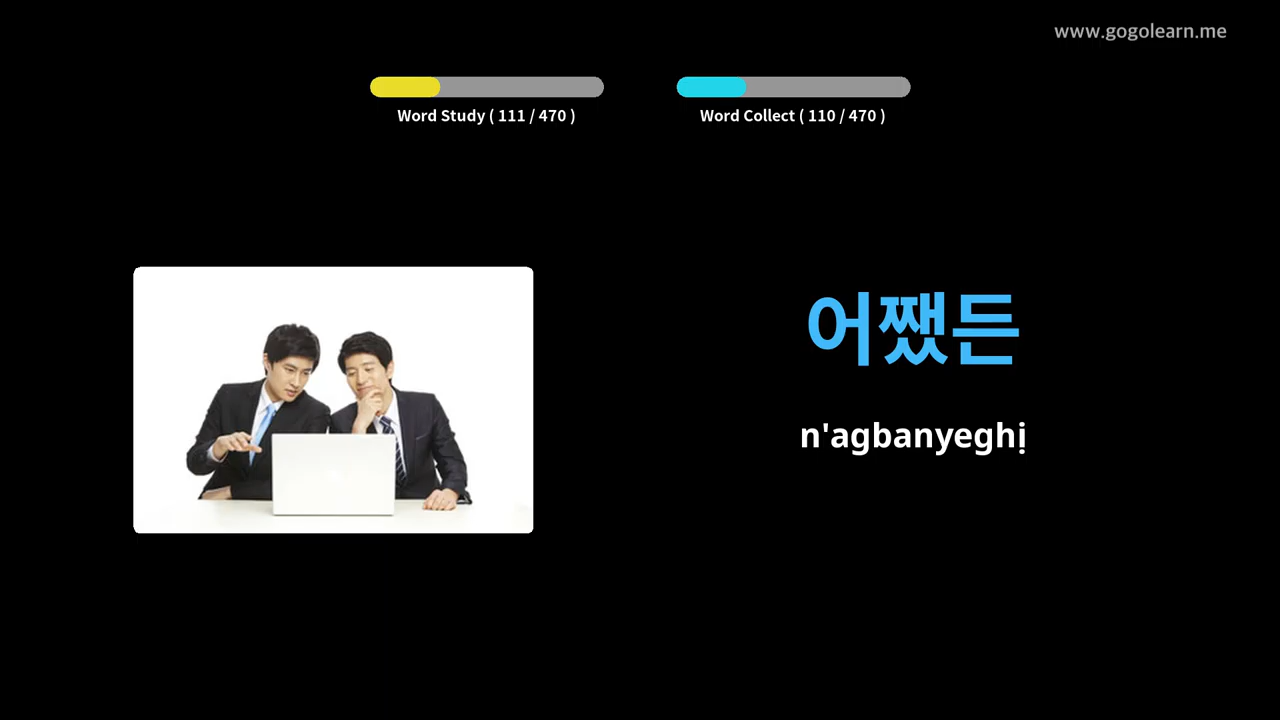 www.gogolearn.me
Word Study ( 111 / 470 )
Word Collect ( 110 / 470 )
어쨌든
n'agbanyeghị